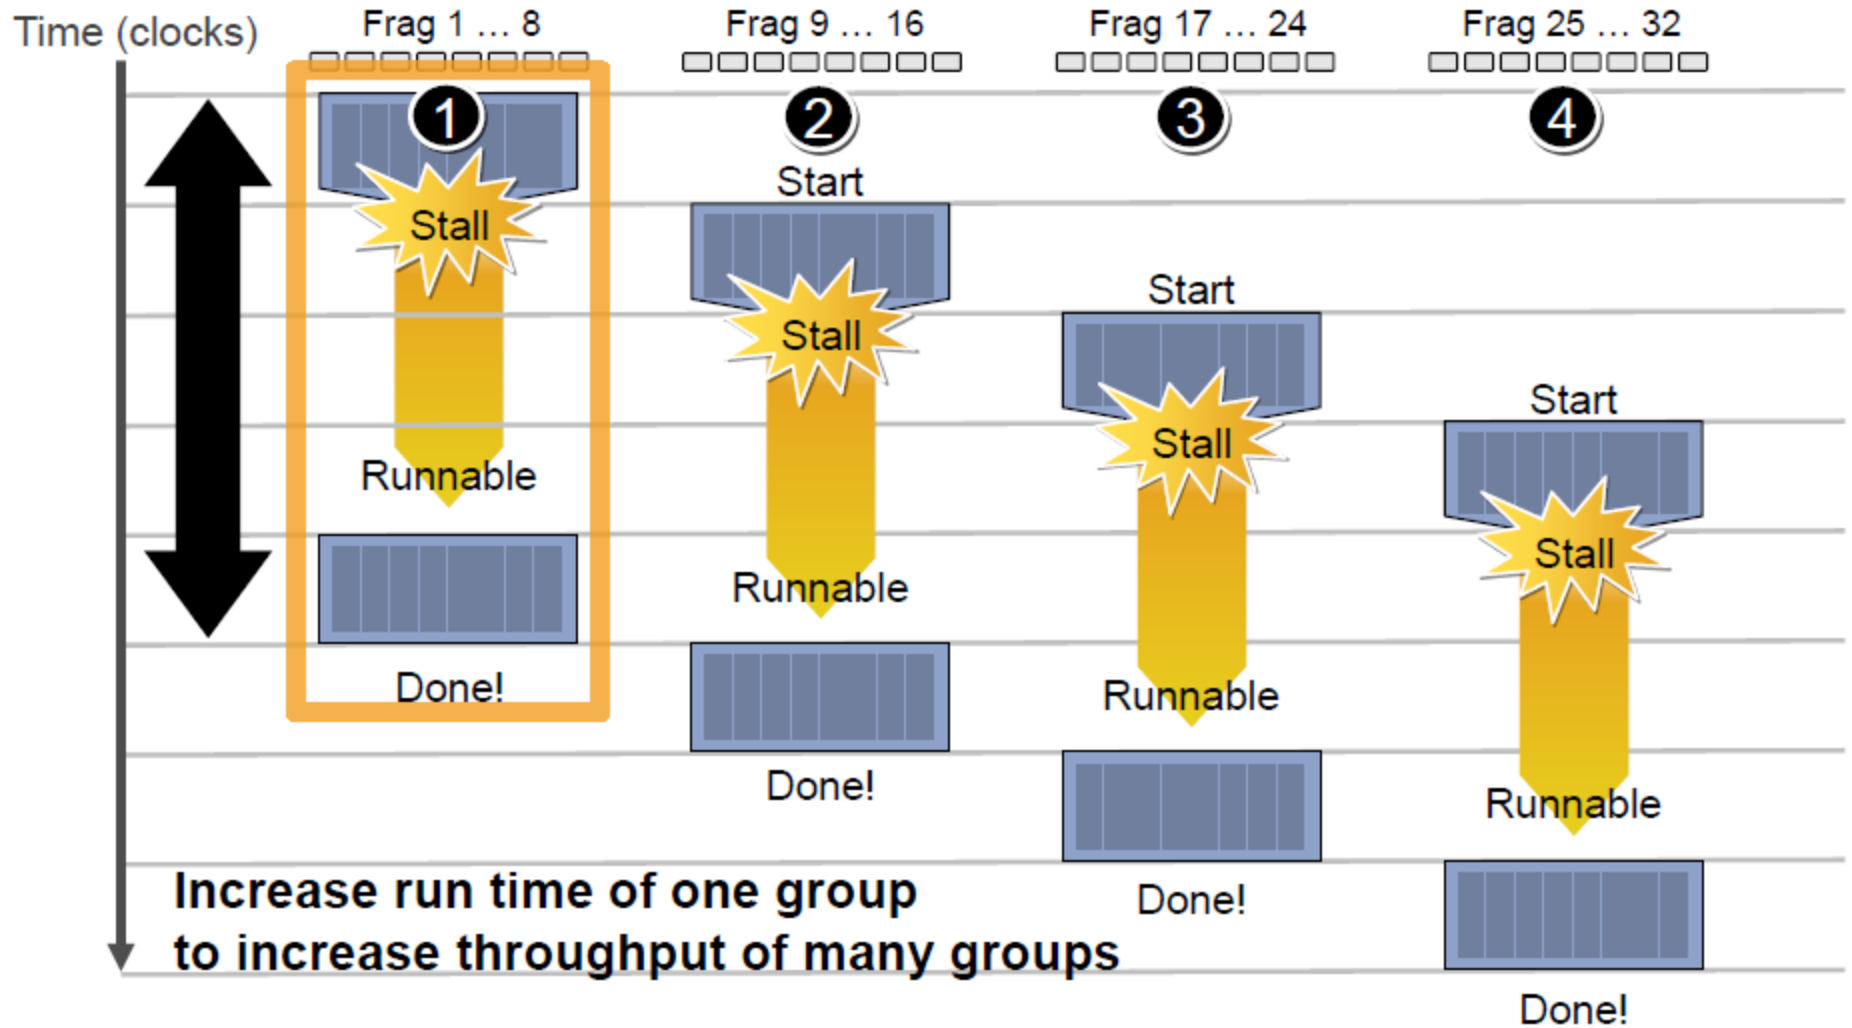 Time (clocks)
Frag 1 … 8
Frag 9 … 16
Frag 17 … 24
Frag 25 … 32
1
2
3
4
Start
Stall
Start
Stall
Start
Stall
Runnable
Stall
Runnable
Done!
Runnable
Done!
Runnable
Increase run time of one group
Done!
to increase throughput of many groups
Done!